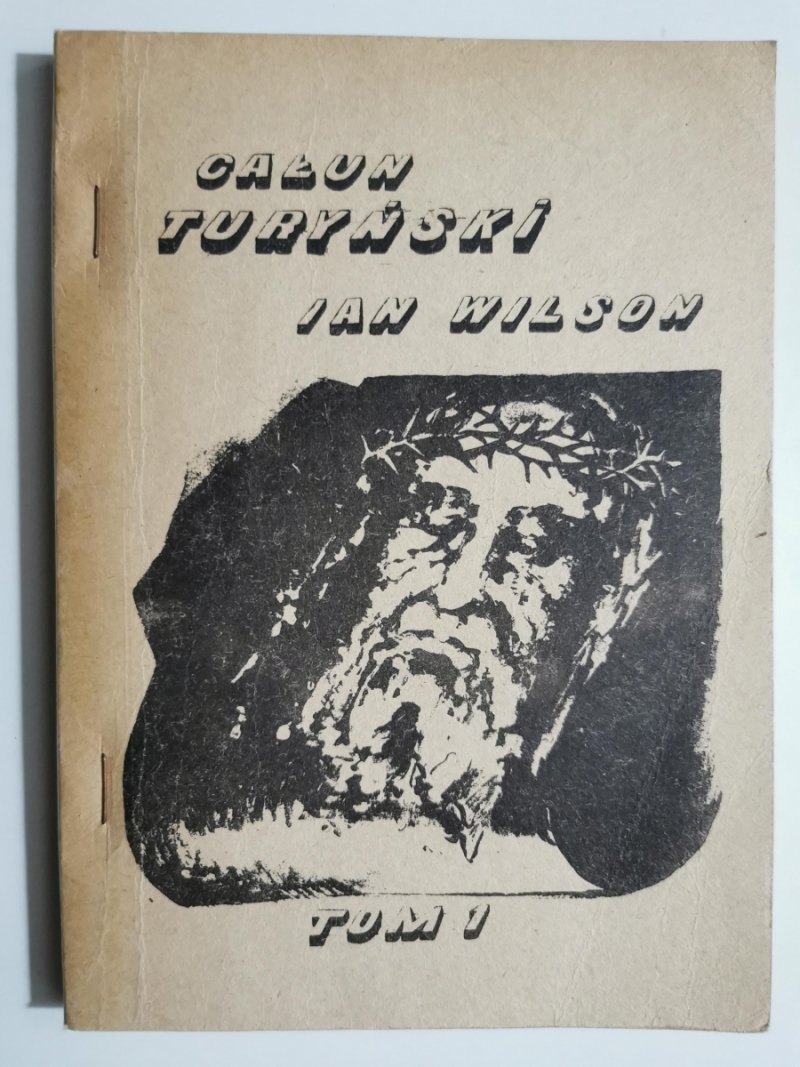 CAŁUN
TURYŃSKI
IAN WILSON
TOM 1